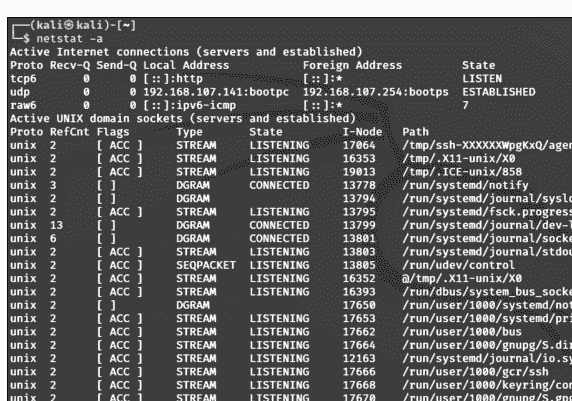 ┌──(kali㉿kali)-[~]
└─$ netstat -a
Active Internet connections (servers and established)
Proto Recv-Q Send-Q Local Address           Foreign Address         State
tcp6       0      0 [::]:http               [::]:*                  LISTEN
udp        0      0 192.168.107.141:bootpc  192.168.107.254:bootps  ESTABLISHED
raw6       0      0 [::]:ipv6-icmp          [::]:*                  7
Active UNIX domain sockets (servers and established)
Proto RefCnt Flags       Type       State         I-Node   Path
unix  2      [ ACC ]     STREAM     LISTENING     17064    /tmp/ssh-XXXXXXWpgKxQ/agen
unix  2      [ ACC ]     STREAM     LISTENING     16353    /tmp/.X11-unix/X0
unix  2      [ ACC ]     STREAM     LISTENING     19013    /tmp/.ICE-unix/858
unix  3      [ ]         DGRAM      CONNECTED     13778    /run/systemd/notify
unix  2      [ ]         DGRAM                    13794    /run/systemd/journal/syslo
unix  2      [ ACC ]     STREAM     LISTENING     13795    /run/systemd/fsck.progress
unix  13     [ ]         DGRAM      CONNECTED     13799    /run/systemd/journal/dev-l
unix  6      [ ]         DGRAM      CONNECTED     13801    /run/systemd/journal/socke
unix  2      [ ACC ]     STREAM     LISTENING     13803    /run/systemd/journal/stdou
unix  2      [ ACC ]     SEQPACKET  LISTENING     13805    /run/udev/control
unix  2      [ ACC ]     STREAM     LISTENING     16352    @/tmp/.X11-unix/X0
unix  2      [ ACC ]     STREAM     LISTENING     16393    /run/dbus/system_bus_socke
unix  2      [ ]         DGRAM                    17650    /run/user/1000/systemd/not
unix  2      [ ACC ]     STREAM     LISTENING     17653    /run/user/1000/systemd/pri
unix  2      [ ACC ]     STREAM     LISTENING     17662    /run/user/1000/bus
unix  2      [ ACC ]     STREAM     LISTENING     17664    /run/user/1000/gnupg/S.dir
unix  2      [ ACC ]     STREAM     LISTENING     12163    /run/systemd/journal/io.sy
unix  2      [ ACC ]     STREAM     LISTENING     17666    /run/user/1000/gcr/ssh
unix  2      [ ACC ]     STREAM     LISTENING     17668    /run/user/1000/keyring/con
unix  2      [ ACC ]     STREAM     LISTENING     17670    /run/user/1000/gnupg/S.gpg